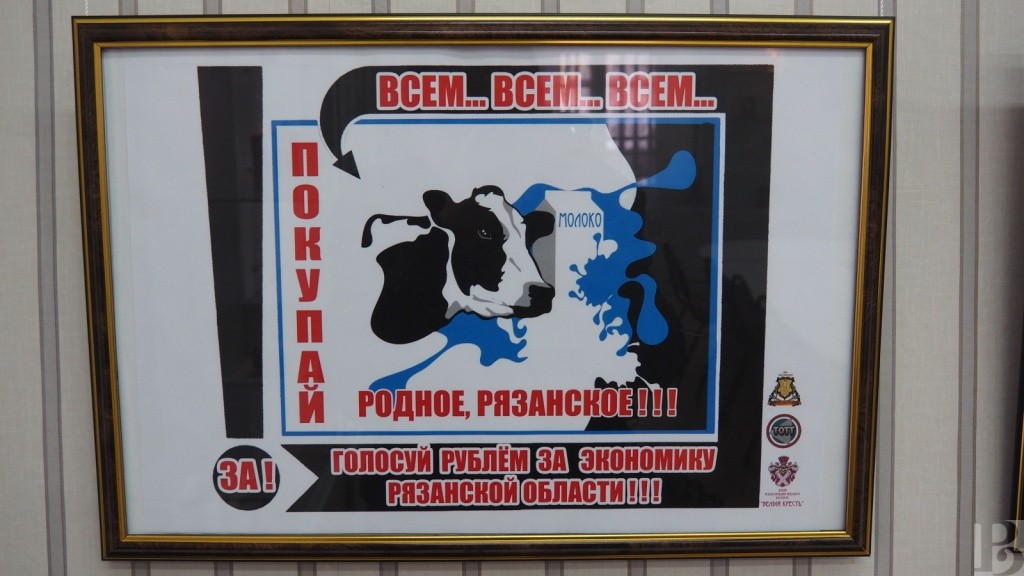 ВСЕМ... ВСЕМ... ВСЕМ...
ПОКУПАЙ
МОЛОКО
РОДНОЕ, РЯЗАНСКОЕ!!!
ЗА!
ГОЛОСУЙ РУБЛЁМ ЗА ЭКОНОМИКУ
РЯЗАНСКОЙ ОБЛАСТИ!!!